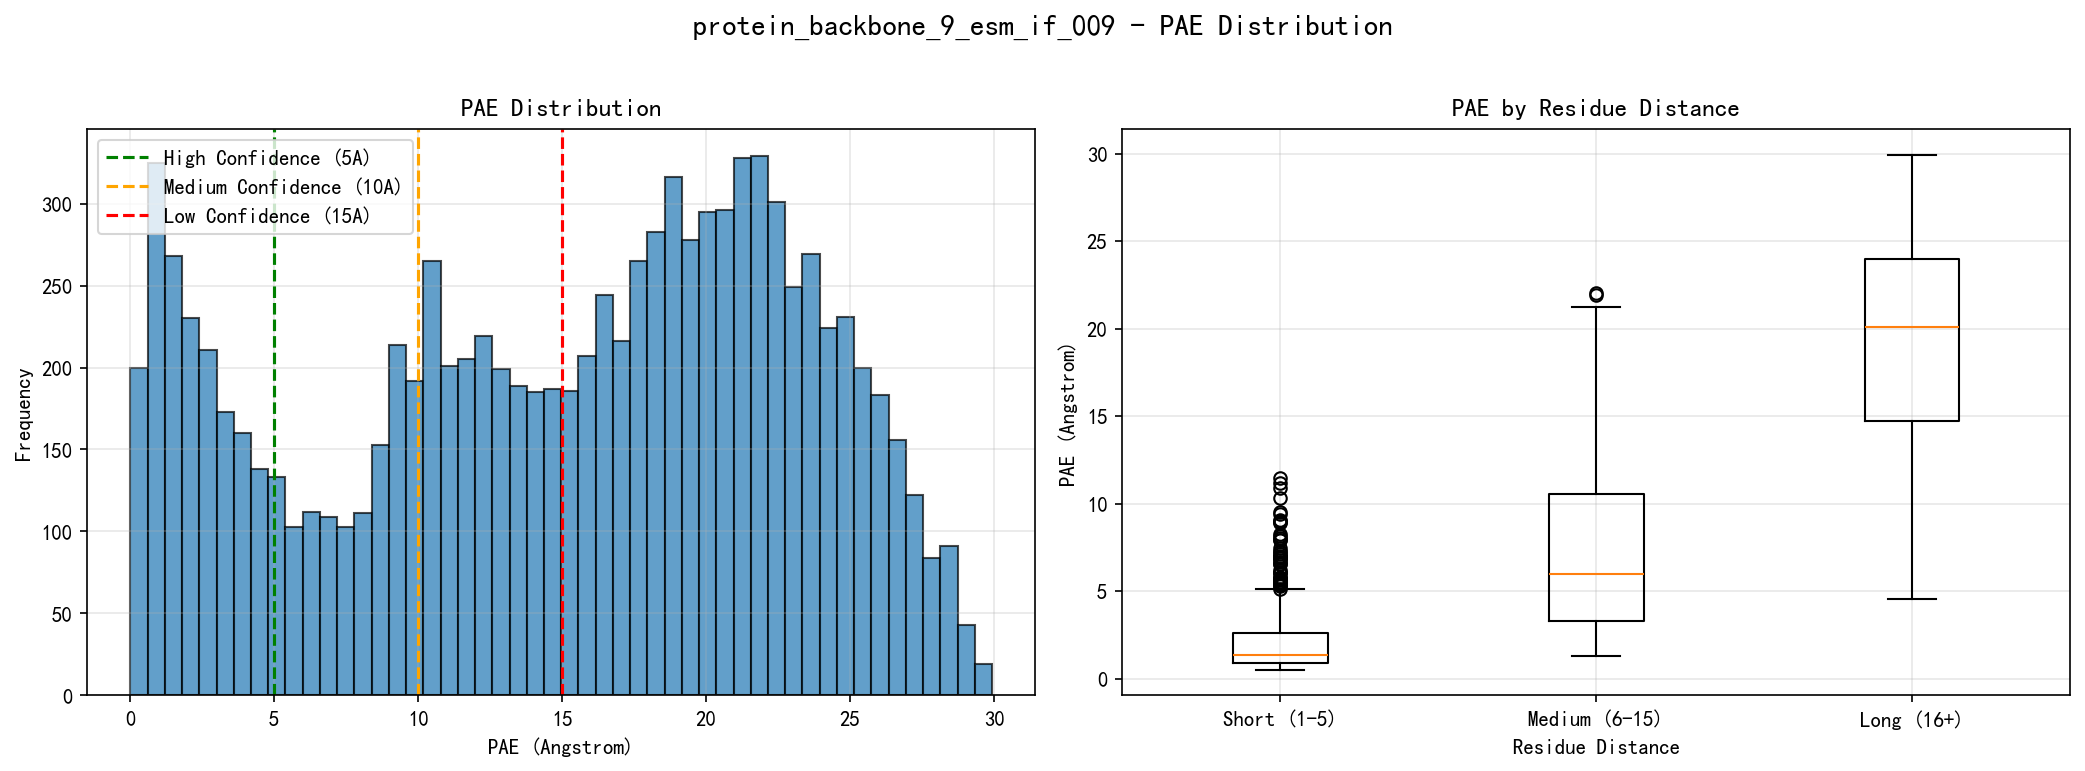 protein_backbone_9_esm_if_009 - PAE Distribution
PAE Distribution
High Confidence (5A)
Medium Confidence (10A)
Low Confidence (15A)
Frequency
300
250
200
150
100
50
0
0 5 10 15 20 25 30
PAE (Angstrom)
PAE by Residue Distance
PAE (Angstrom)
30
25
20
15
10
5
0
Short (1-5) Medium (6-15) Long (16+)
Residue Distance